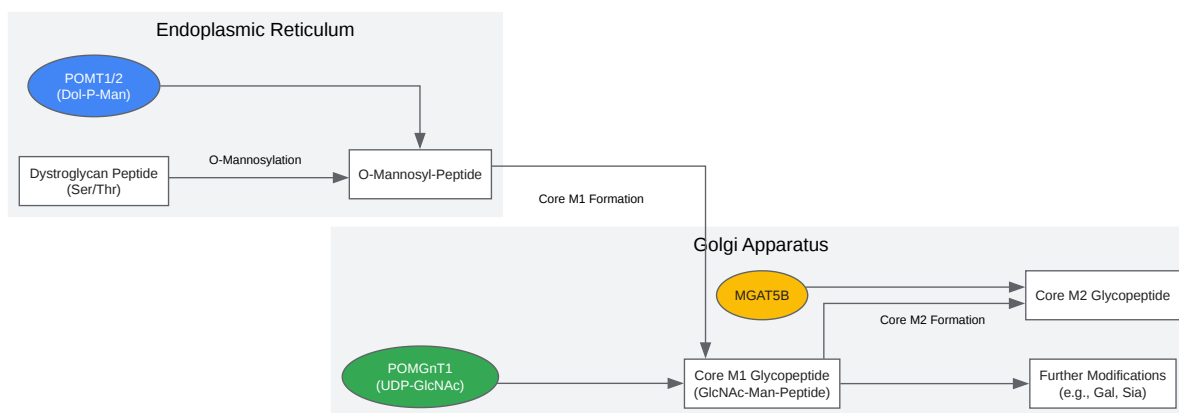 Endoplasmic Reticulum
POMT1/2
(Dol-P-Man)
O-Mannosylation
Dystroglycan Peptide
(Ser/Thr)
O-Mannosyl-Peptide
Core M1 Formation
Golgi Apparatus
MGAT5B
Core M2 Glycopeptide
Core M2 Formation
POMGnT1
(UDP-GlcNAc)
Core M1 Glycopeptide
(GlcNAc-Man-Peptide)
Further Modifications
(e.g., Gal, Sia)